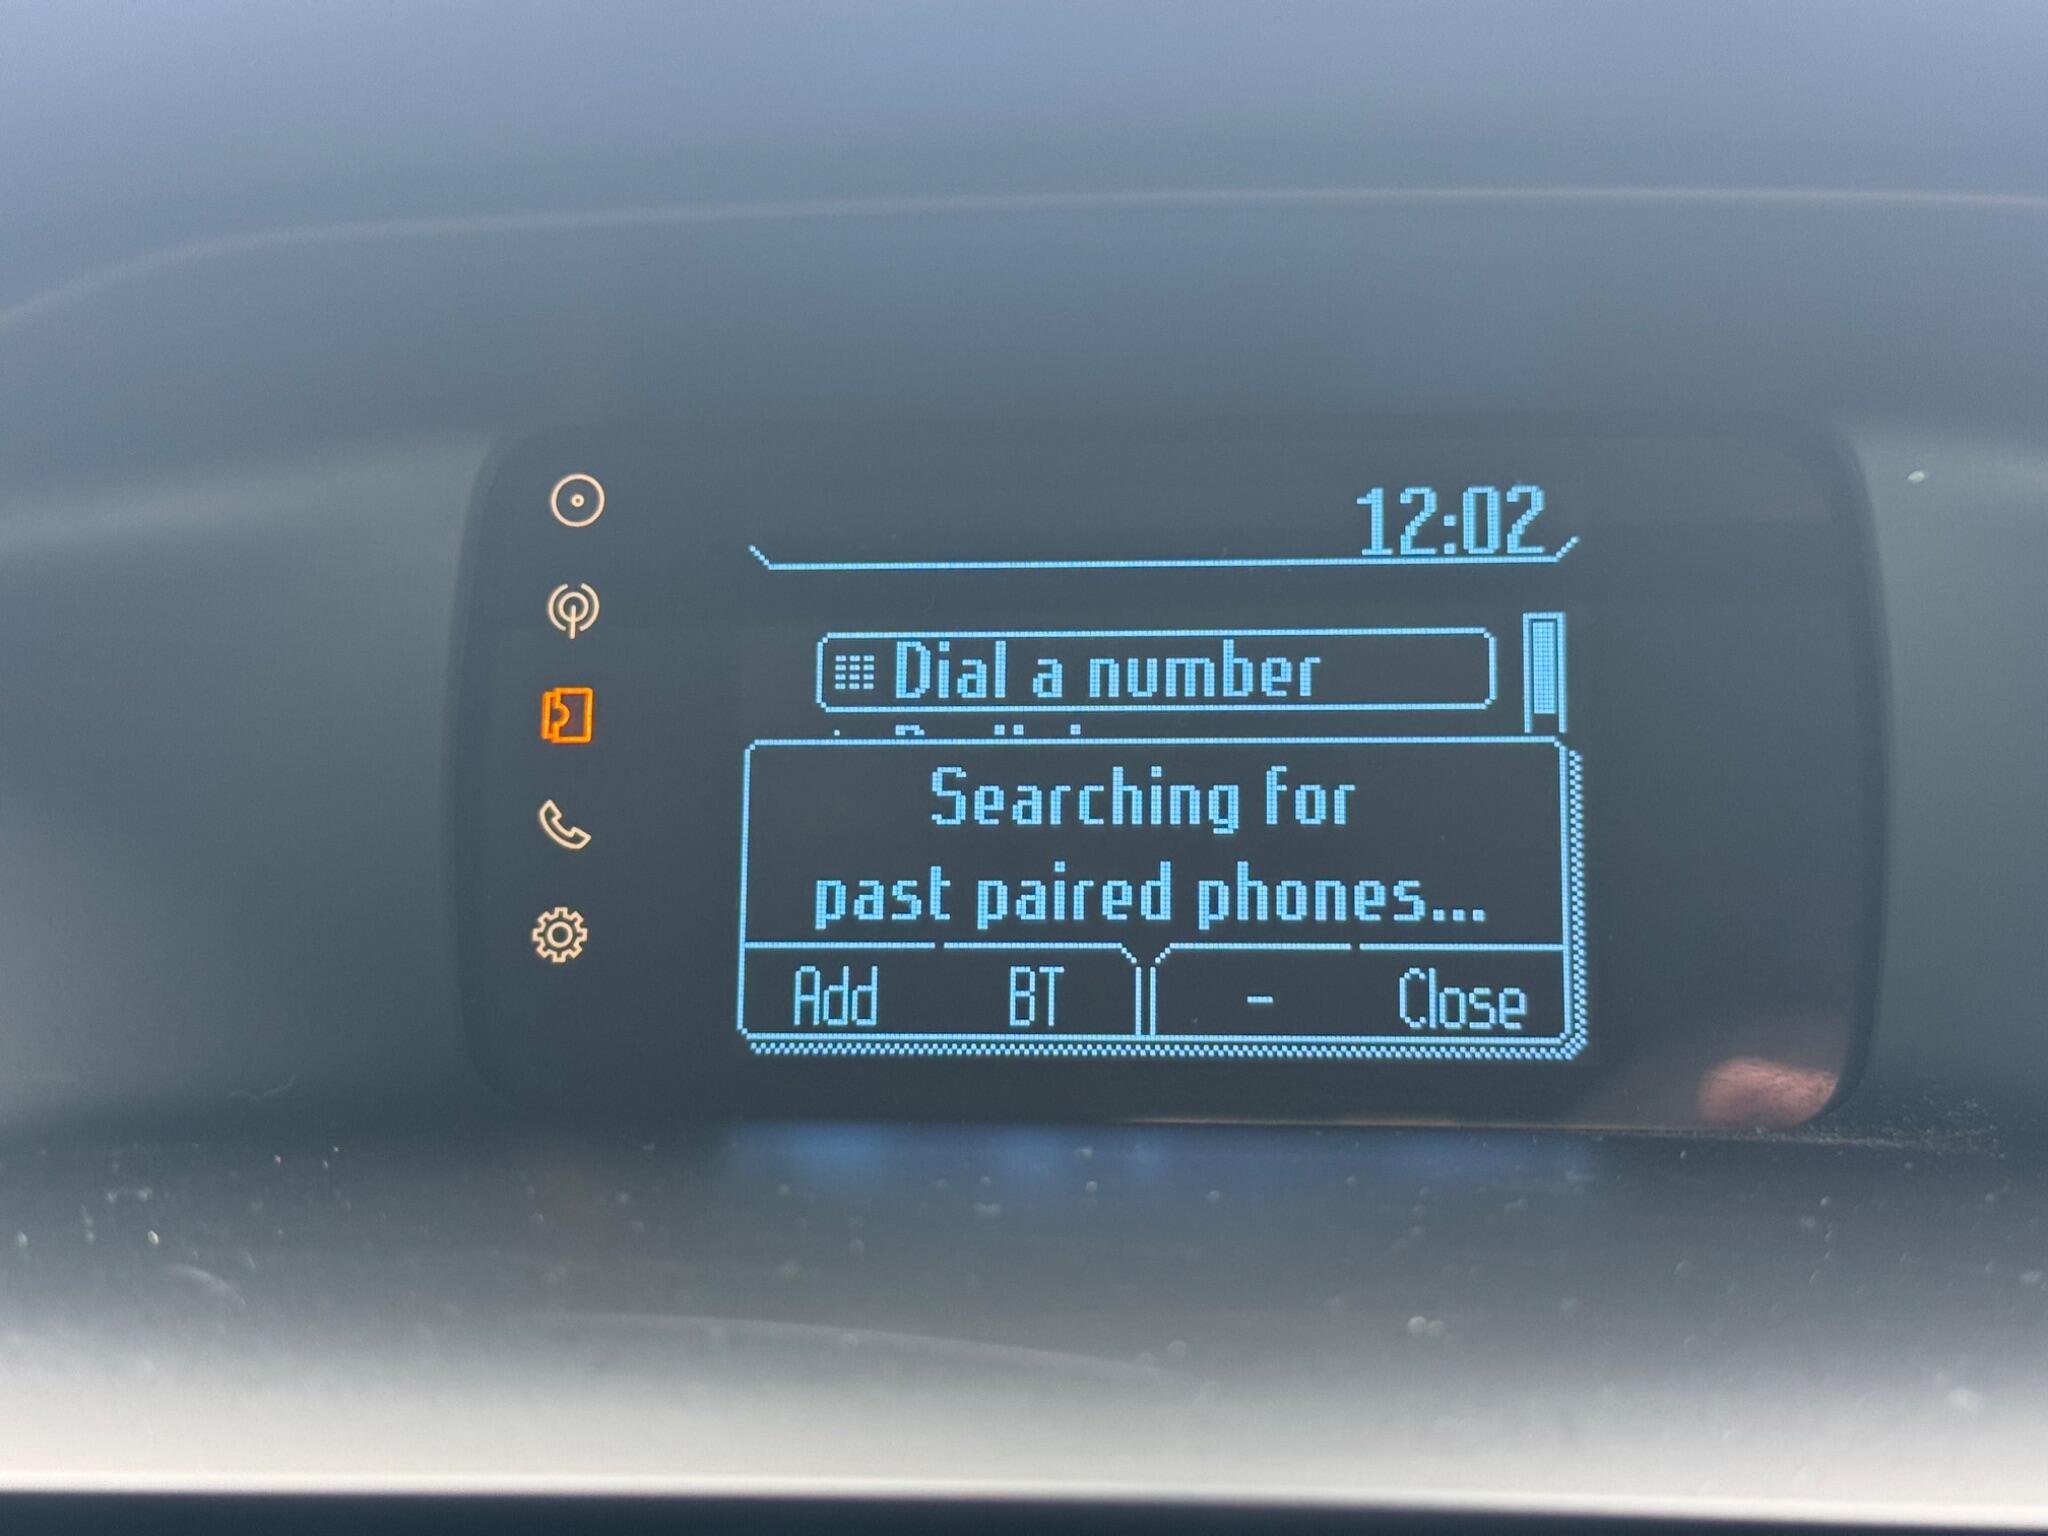 12:02
Dial a number
Searching for
past paired phones...
Add BT - Close